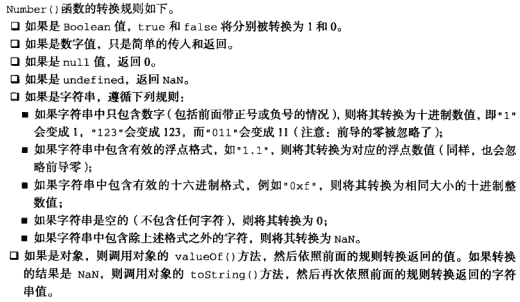 Number()函数的转换规则如下。
❑ 如果是 Boolean 值，true 和 false 将分别被转换为 1 和 0。
❑ 如果是数字值，只是简单的传入和返回。
❑ 如果是 null 值，返回 0。
❑ 如果是 undefined，返回 NaN。
❑ 如果是字符串，遵循下列规则：
■ 如果字符串中只包含数字（包括前面带正号或负号的情况），则将其转换为十进制数值，即"1"
会变成 1，"123"会变成 123，而"011"会变成 11（注意：前导的零被忽略了）；
■ 如果字符串中包含有效的浮点格式，如"1.1"，则将其转换为对应的浮点数值（同样，也会忽
略前导零）；
■ 如果字符串中包含有效的十六进制格式，例如"0xf"，则将其转换为相同大小的十进制整
数值；
■ 如果字符串是空的（不包含任何字符），则将其转换为 0；
■ 如果字符串中包含除上述格式之外的字符，则将其转换为 NaN。
❑ 如果是对象，则调用对象的 valueOf()方法，然后依照前面的规则转换返回的值。如果转换
的结果是 NaN，则调用对象的 toString()方法，然后再次依照前面的规则转换返回的字符
串值。